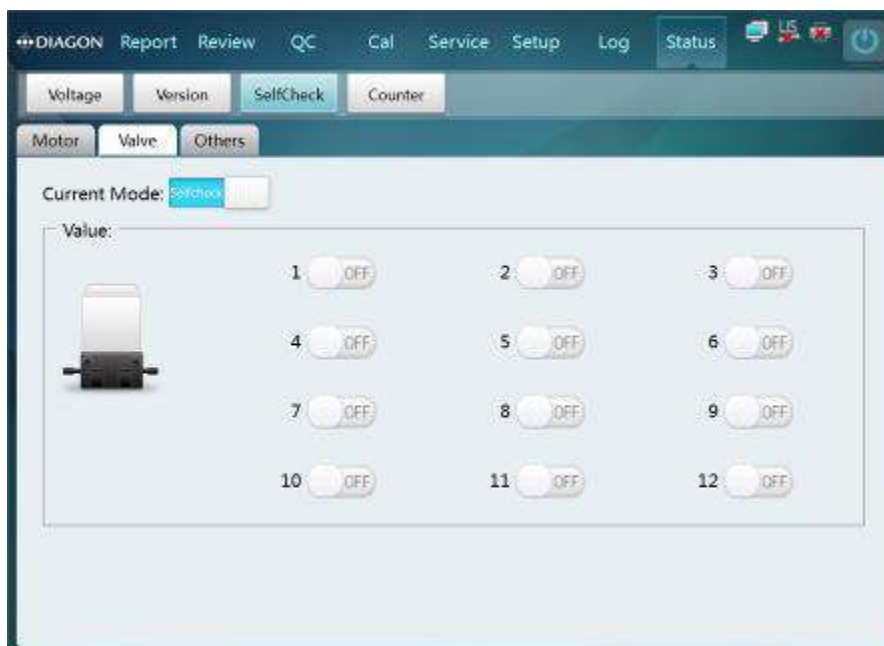 DIAGON Report Review QC Cal Service Setup Log Status LIS
Voltage Version SelfCheck Counter
Motor Valve Others
Current Mode: Selfcheck
Value:
1 OFF 2 OFF 3 OFF
4 OFF 5 OFF 6 OFF
7 OFF 8 OFF 9 OFF
10 OFF 11 OFF 12 OFF